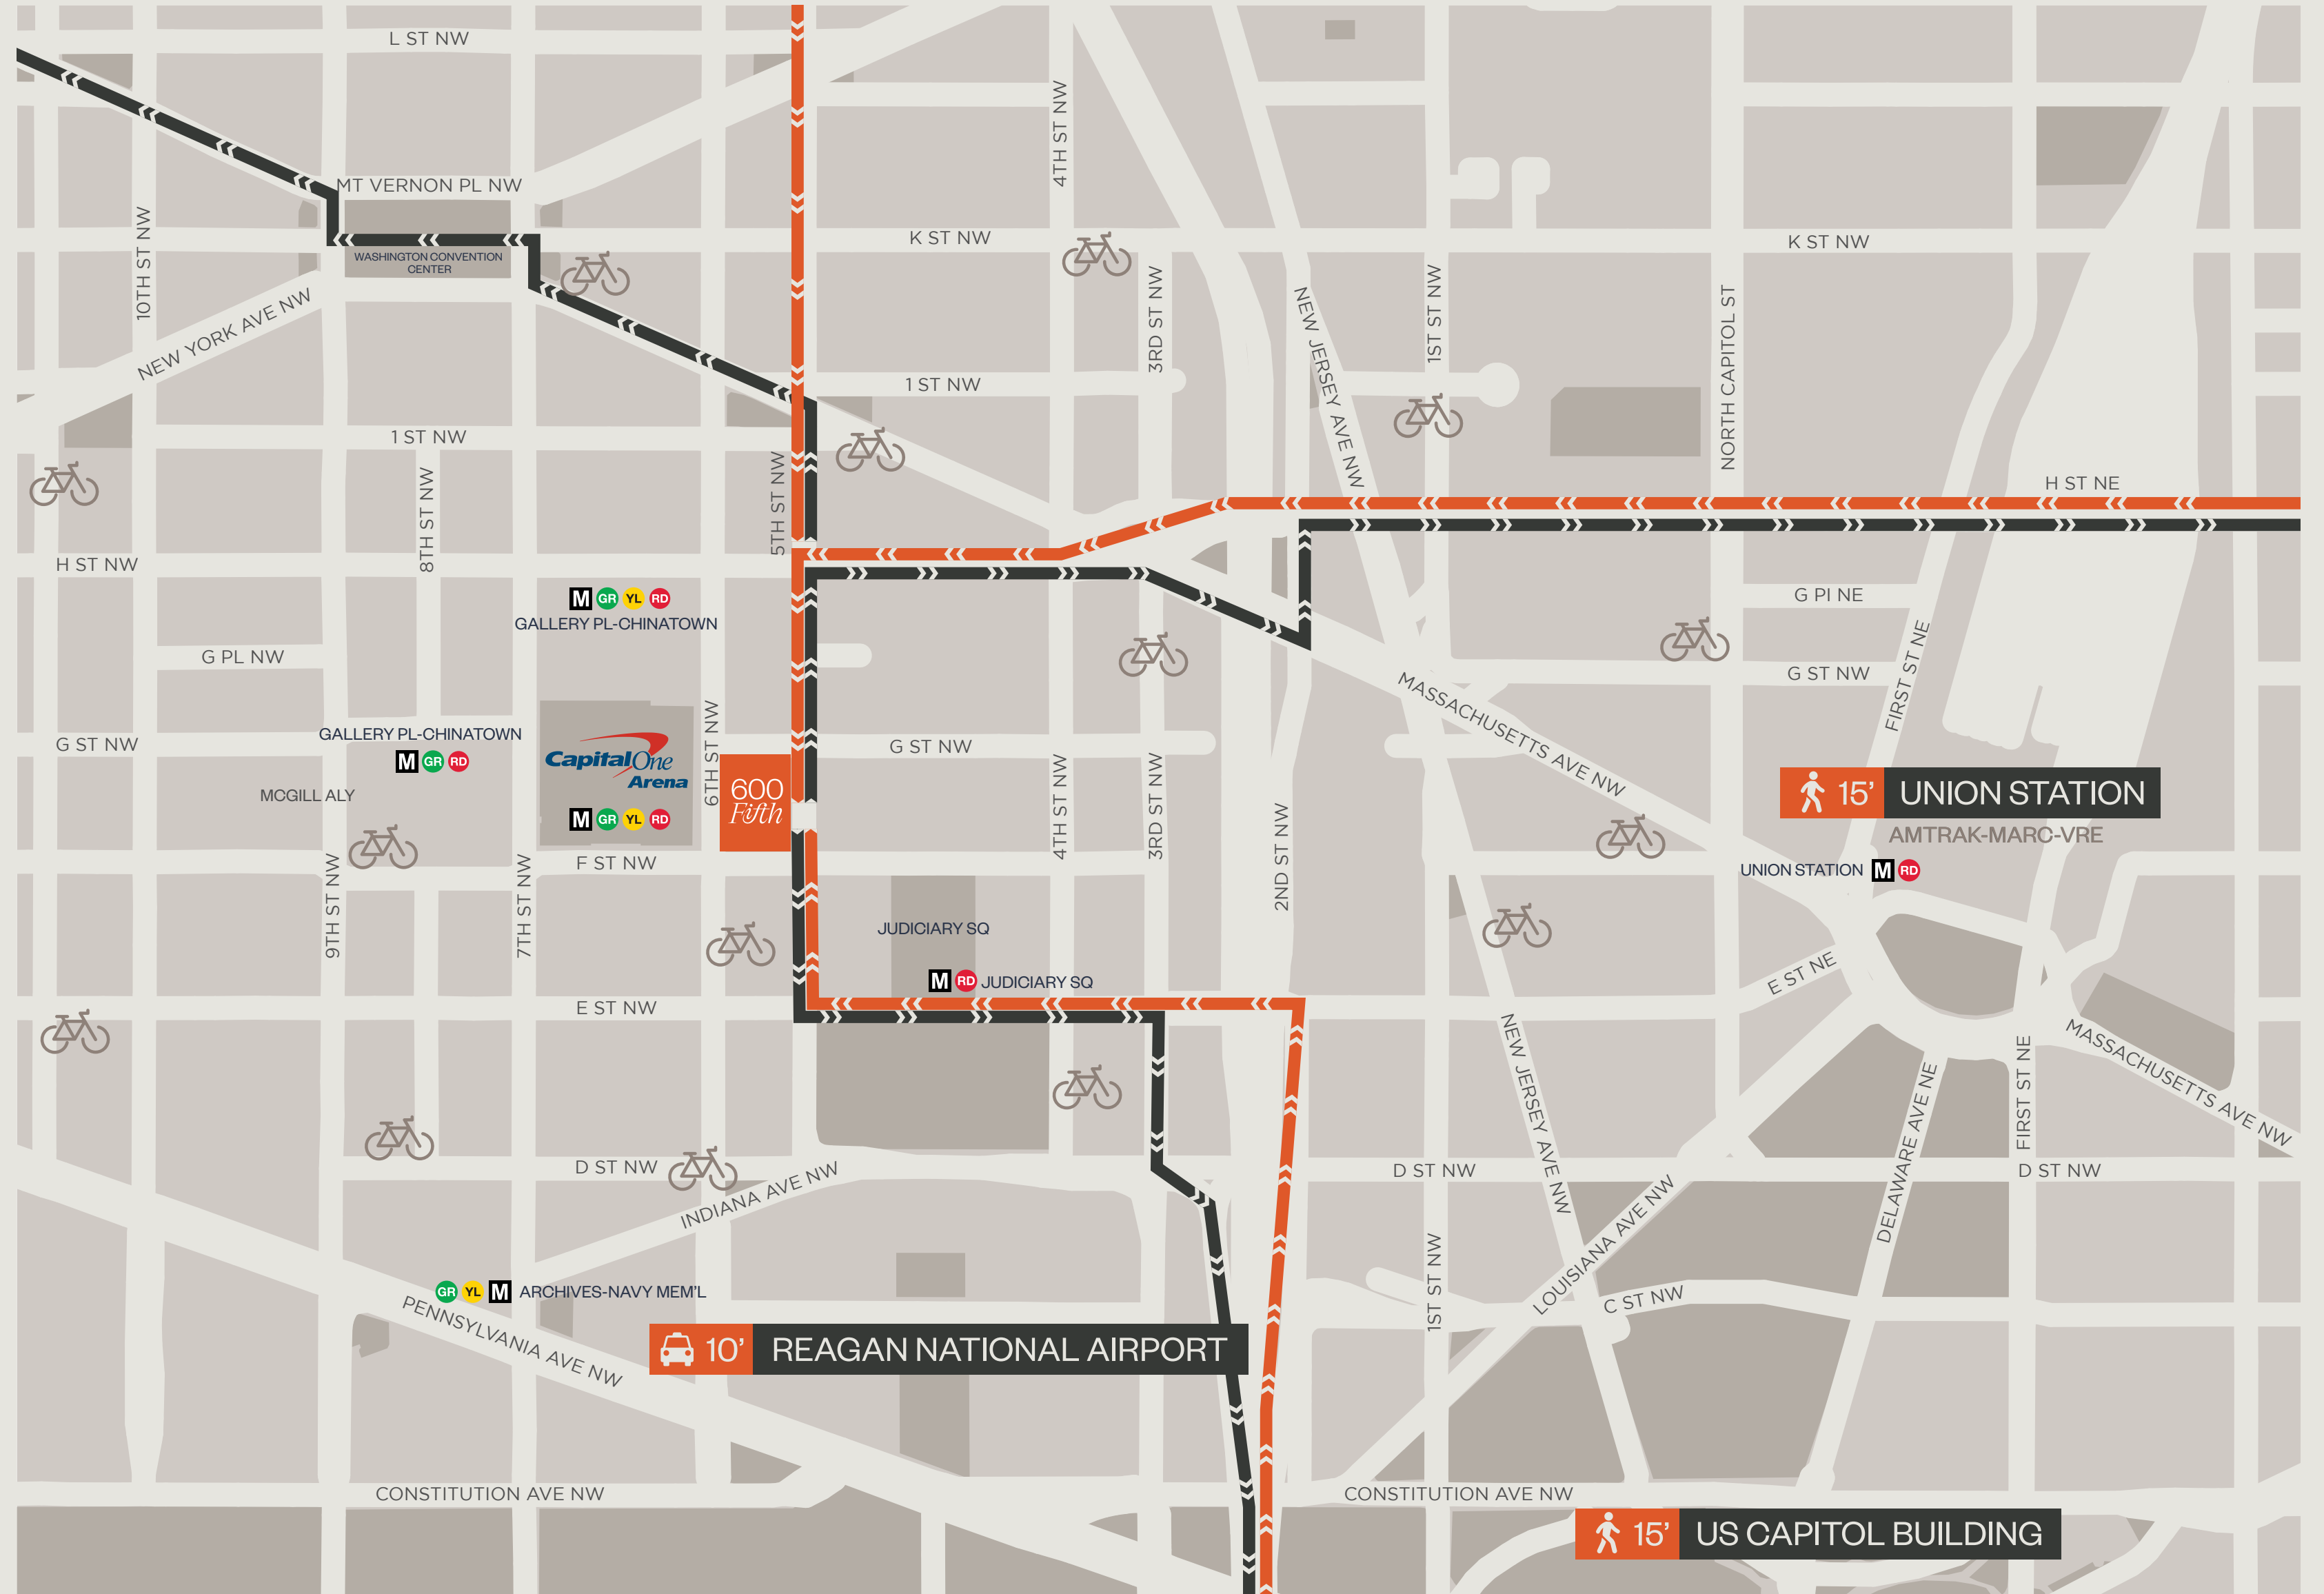 L ST NW
4TH ST NW
MT VERNON PL NW
10TH ST NW
K ST NW
K ST NW
WASHINGTON CONVENTION
CENTER
NEW YORK AVE NW
3RD ST NW
NEW JERSEY AVE NW
1ST ST NW
NORTH CAPITOL ST
1 ST NW
1 ST NW
8TH ST NW
5TH ST NW
H ST NE
H ST NW
M GR YL RD
GALLERY PL-CHINATOWN
G PI NE
G PL NW
G ST NW
FIRST ST NE
MASSACHUSETTS AVE NW
GALLERY PL-CHINATOWN
M GR RD
G ST NW
Capital One
Arena
M GR YL RD
6TH ST NW
600
Fifth
G ST NW
MCGILL ALY
15’ UNION STATION
AMTRAK-MARC-VRE
UNION STATION M RD
4TH ST NW
3RD ST NW
2ND ST NW
F ST NW
9TH ST NW
7TH ST NW
JUDICIARY SQ
M RD JUDICIARY SQ
E ST NE
E ST NW
NEW JERSEY AVE NW
MASSACHUSETTS AVE NW
FIRST ST NE
DELAWARE AVE NE
D ST NW
INDIANA AVE NW
D ST NW
D ST NW
LOUISIANA AVE NW
1ST ST NW
C ST NW
GR YL M ARCHIVES-NAVY MEM’L
PENNSYLVANIA AVE NW
10’ REAGAN NATIONAL AIRPORT
CONSTITUTION AVE NW
CONSTITUTION AVE NW
15’ US CAPITOL BUILDING